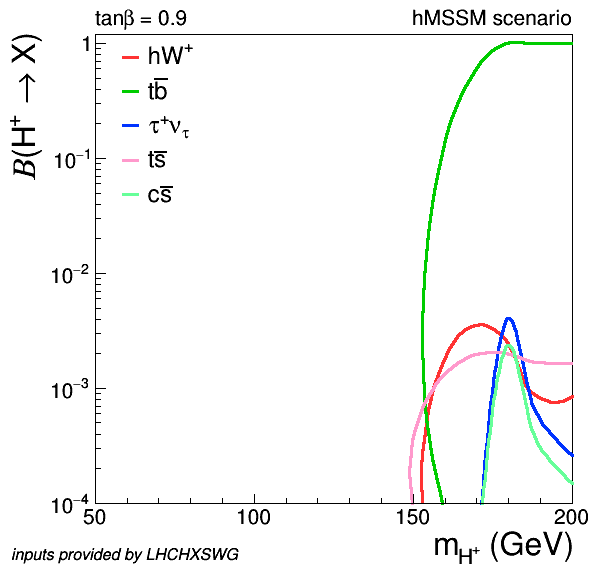 tanβ = 0.9 hMSSM scenario
B(H⁺ → X)
hW⁺
tb̅
τ⁺ν_τ
ts̅
cs̅
1
10⁻¹
10⁻²
10⁻³
10⁻⁴
50 100 150 200
m_H⁺ (GeV)
inputs provided by LHCHXSWG